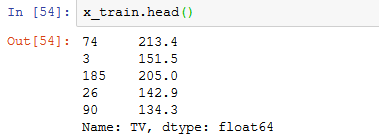 In [54]: x_train.head()
Out[54]: 74     213.4
3      151.5
185    205.0
26     142.9
90     134.3
Name: TV, dtype: float64